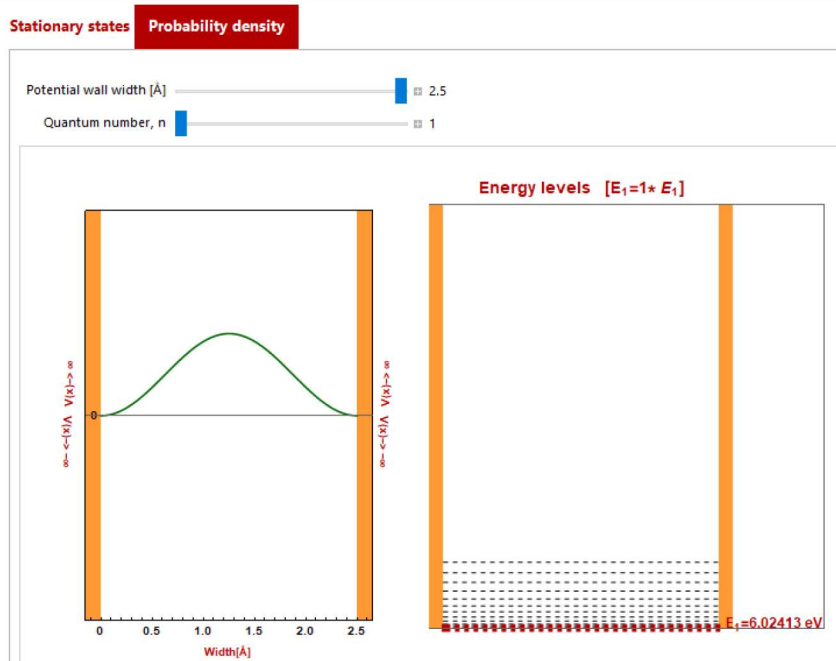 Stationary states Probability density
Potential wall width [Å] 2.5
Quantum number, n 1
Energy levels [E₁=1* E₁]
V(x)-> ∞
V(x)-> ∞
0
∞- <-(x)V
∞- <-(x)V
E₁=6.02413 eV
0 0.5 1.0 1.5 2.0 2.5
Width[Å]